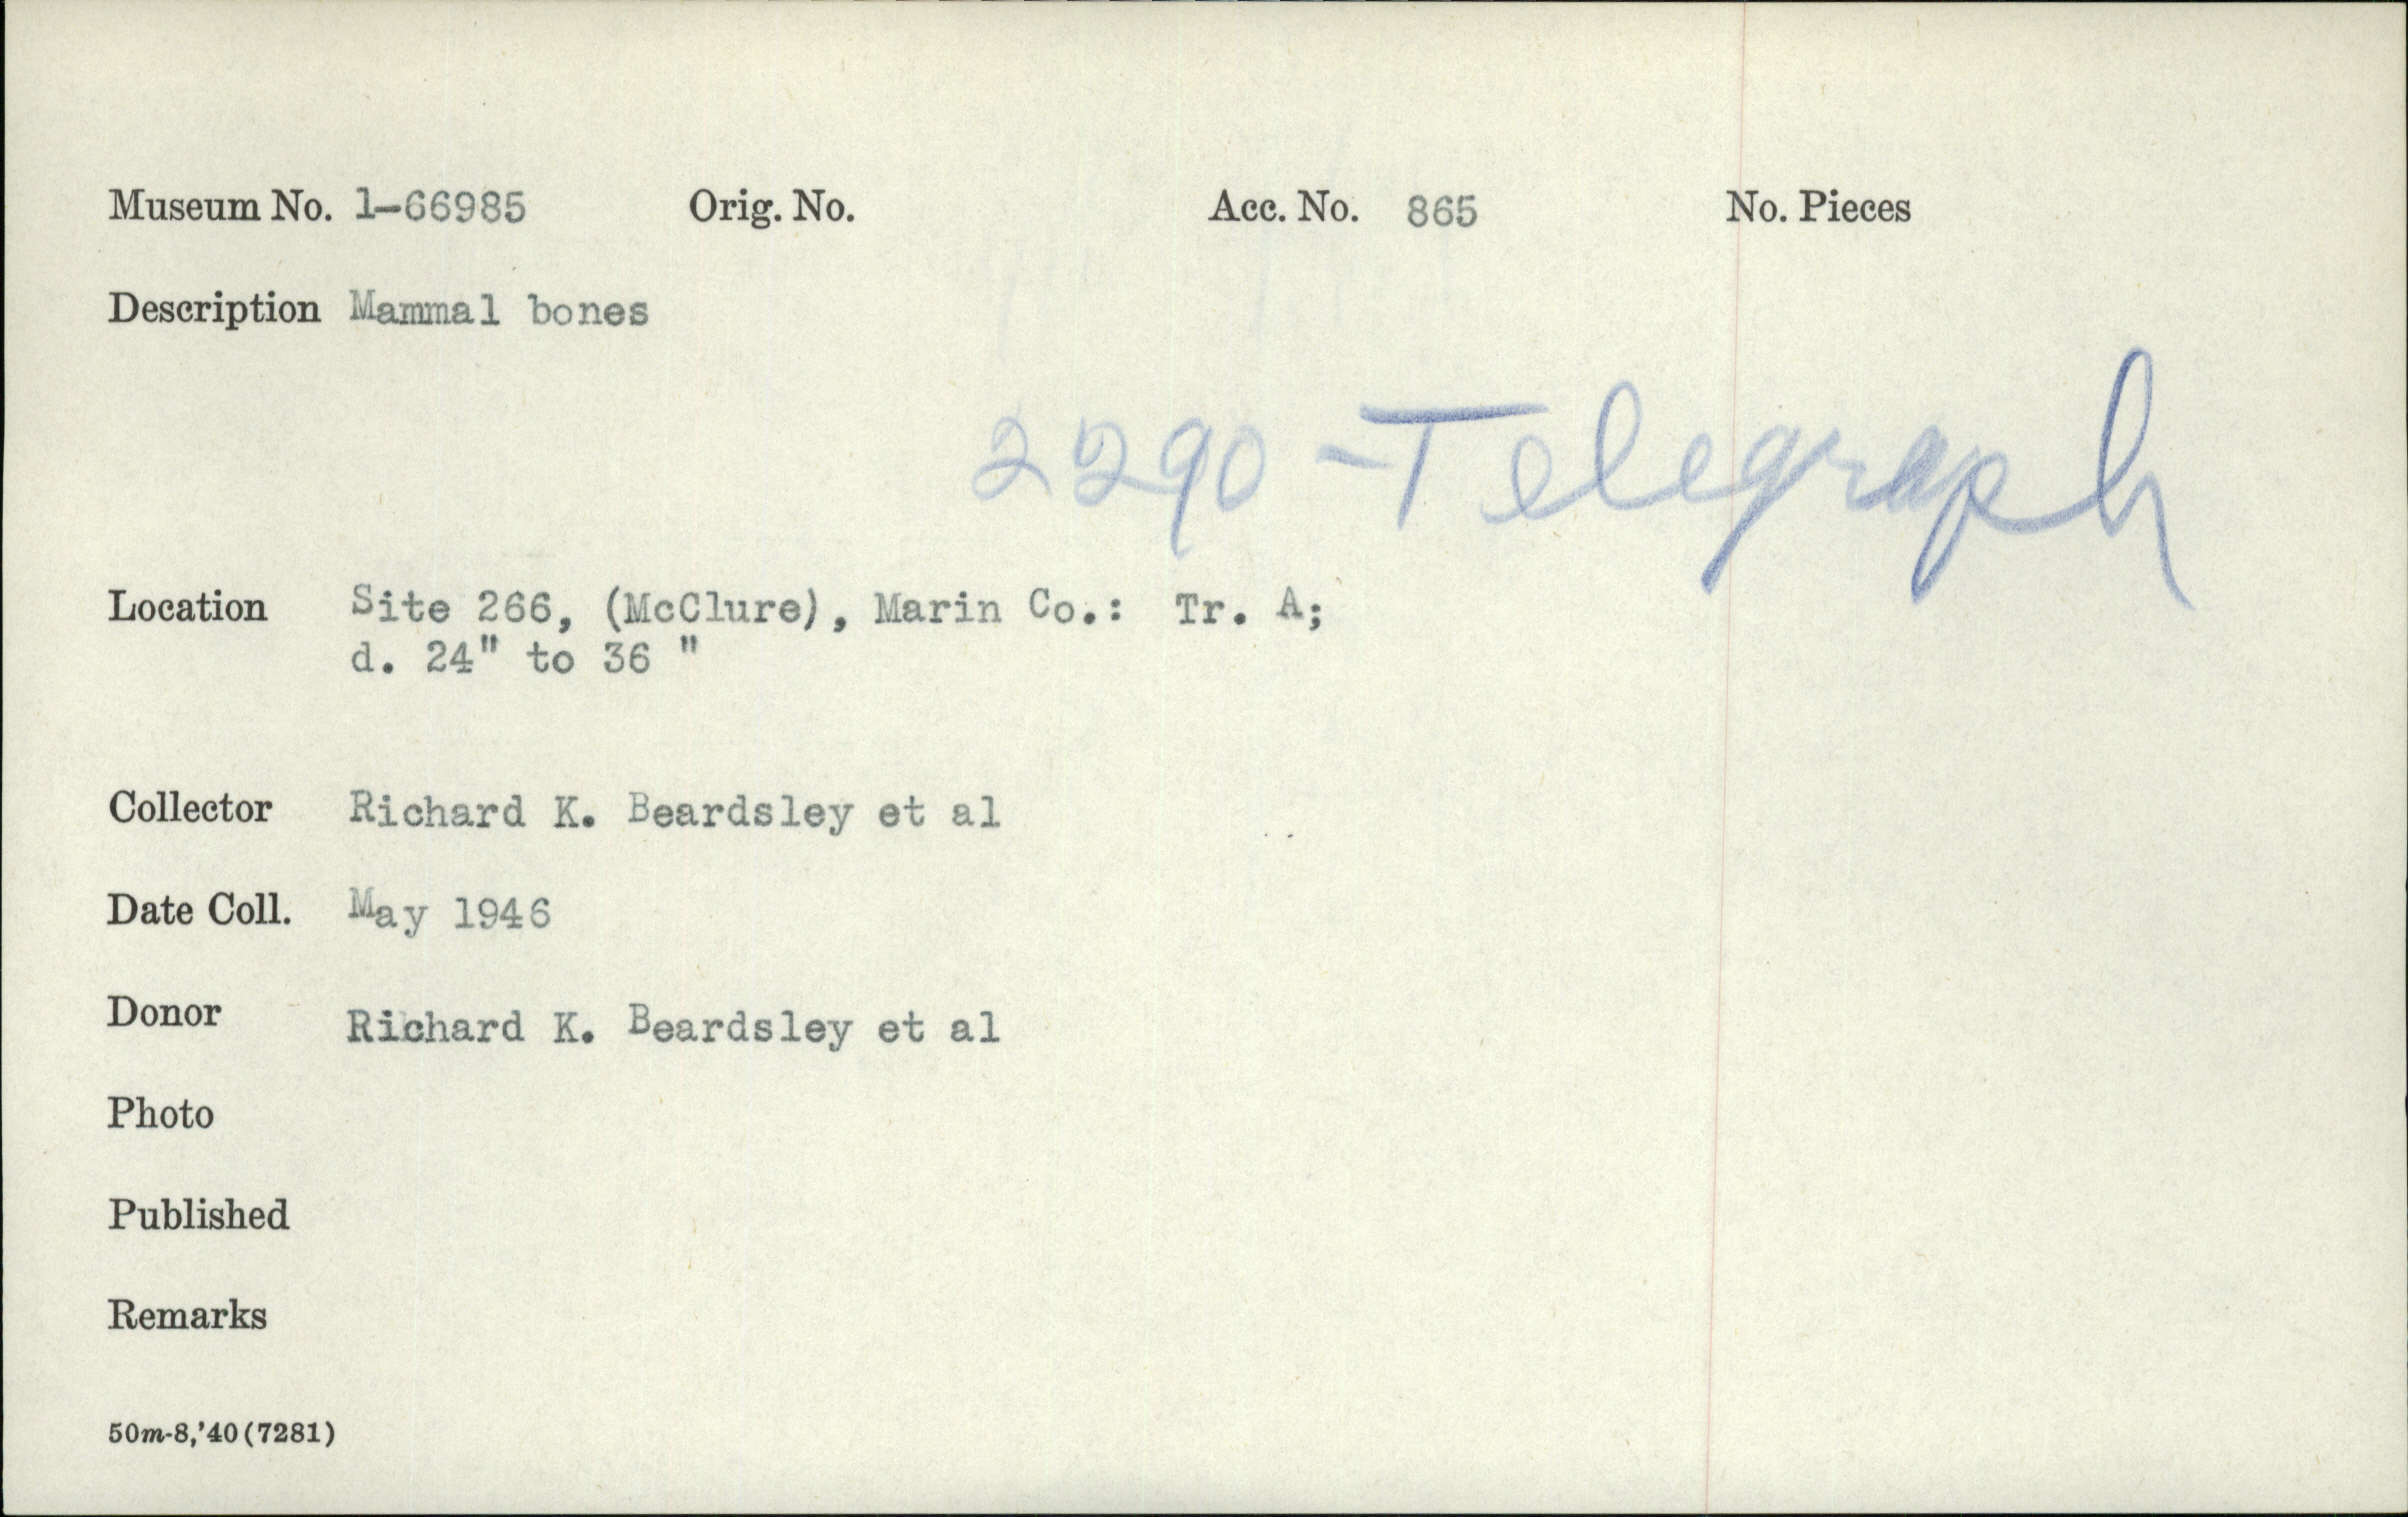 Museum No. 1-66985 Orig. No. Acc. No. 865 No. Pieces
Description Mammal bones
2290 - Telegraph
Location Site 266, (McClure), Marin Co.: Tr. A;
d. 24" to 36 "
Collector Richard K. Beardsley et al
Date Coll. May 1946
Donor Richard K. Beardsley et al
Photo
Published
Remarks
50m-8,'40(7281)